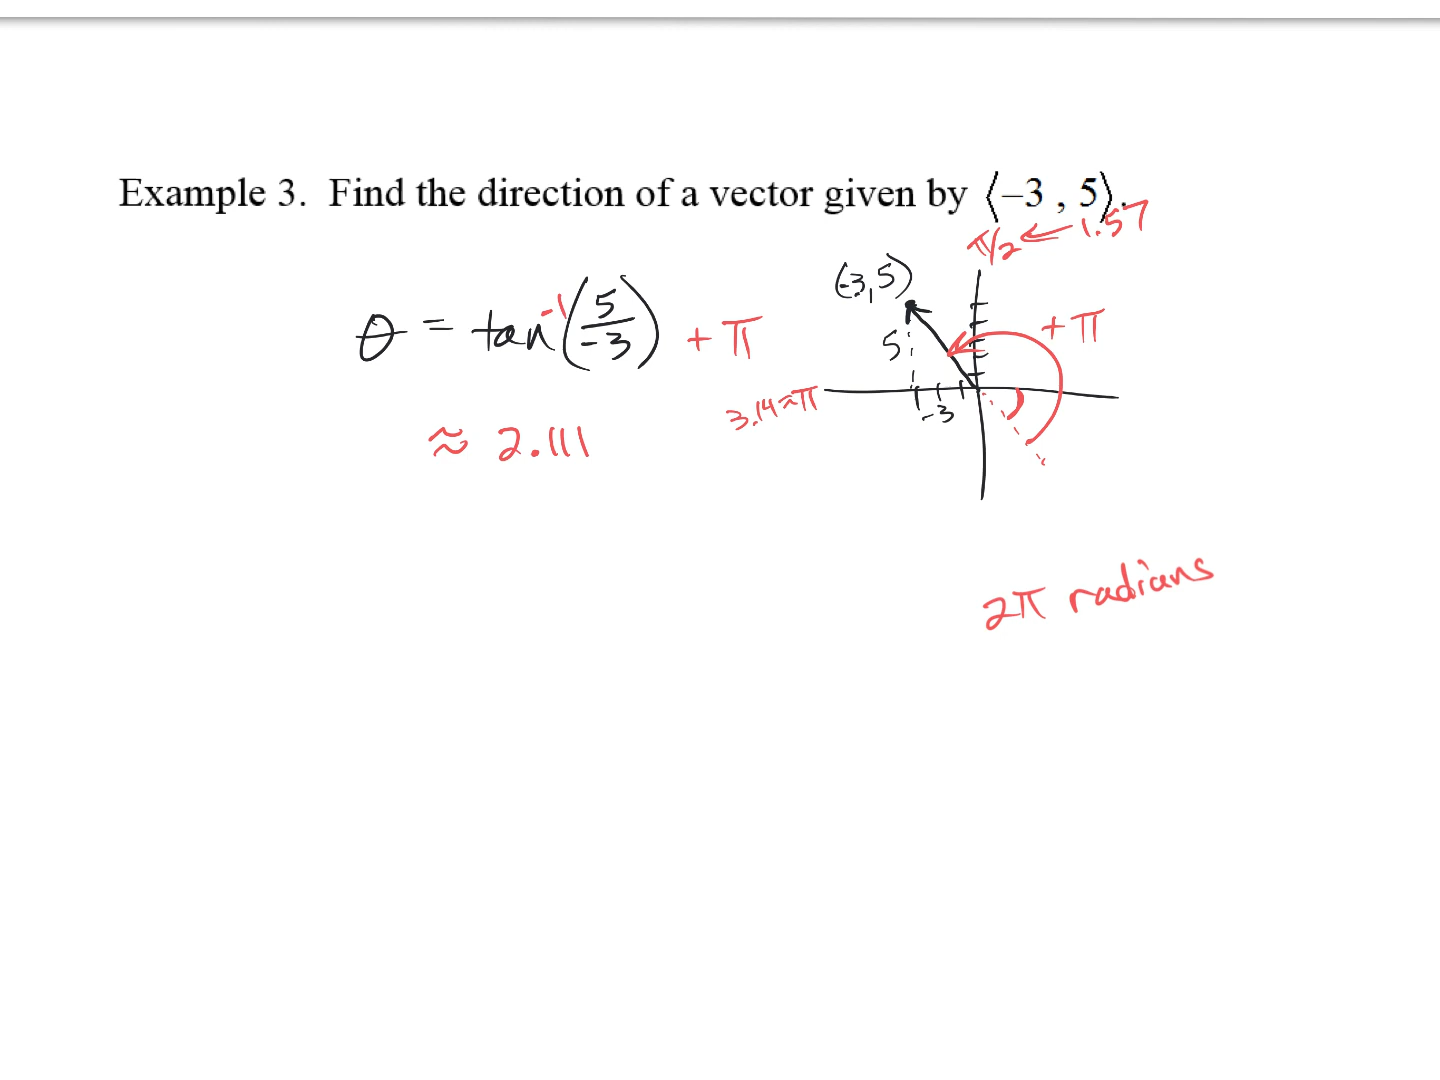 Example 3. Find the direction of a vector given by ⟨−3 , 5⟩.
π/2 ← 1.57
(-3,5)
θ = tan⁻¹(5/-3) + π
+ π
5
3.14≈π
-3
≈ 2.111
2π radians